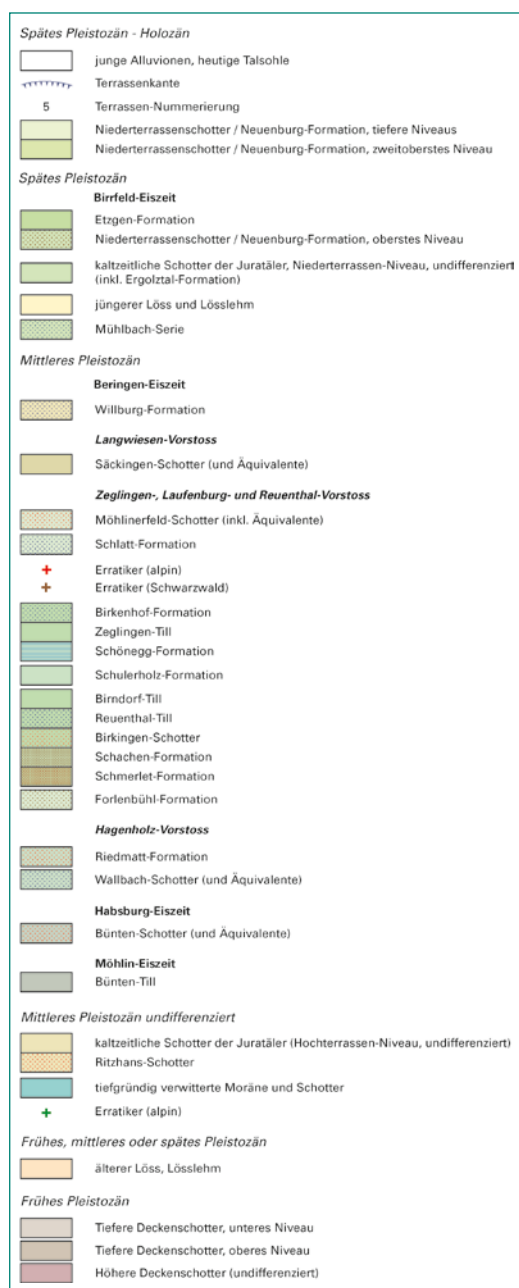 Spätes Pleistozän - Holozän
junge Alluvionen, heutige Talsohle
Terrassenkante
5 Terrassen-Nummerierung
Niederterrassenschotter / Neuenburg-Formation, tiefere Niveaus
Niederterrassenschotter / Neuenburg-Formation, zweitoberstes Niveau
Spätes Pleistozän
Birrfeld-Eiszeit
Etzgen-Formation
Niederterrassenschotter / Neuenburg-Formation, oberstes Niveau
kaltzeitliche Schotter der Juratäler, Niederterrassen-Niveau, undifferenziert
(inkl. Ergolztal-Formation)
jüngerer Löss und Lösslehm
Mühlbach-Serie
Mittleres Pleistozän
Beringen-Eiszeit
Willburg-Formation
Langwiesen-Vorstoss
Säckingen-Schotter (und Äquivalente)
Zeglingen-, Laufenburg- und Reuenthal-Vorstoss
Möhlinerfeld-Schotter (inkl. Äquivalente)
Schlatt-Formation
Erratiker (alpin)
Erratiker (Schwarzwald)
Birkenhof-Formation
Zeglingen-Till
Schönegg-Formation
Schulerholz-Formation
Birndorf-Till
Reuenthal-Till
Birkingen-Schotter
Schachen-Formation
Schmerlet-Formation
Forlenbühl-Formation
Hagenholz-Vorstoss
Riedmatt-Formation
Wallbach-Schotter (und Äquivalente)
Habsburg-Eiszeit
Bünten-Schotter (und Äquivalente)
Möhlin-Eiszeit
Bünten-Till
Mittleres Pleistozän undifferenziert
kaltzeitliche Schotter der Juratäler (Hochterrassen-Niveau, undifferenziert)
Ritzhans-Schotter
tiefgründig verwitterte Moräne und Schotter
Erratiker (alpin)
Frühes, mittleres oder spätes Pleistozän
älterer Löss, Lösslehm
Frühes Pleistozän
Tiefere Deckenschotter, unteres Niveau
Tiefere Deckenschotter, oberes Niveau
Höhere Deckenschotter (undifferenziert)